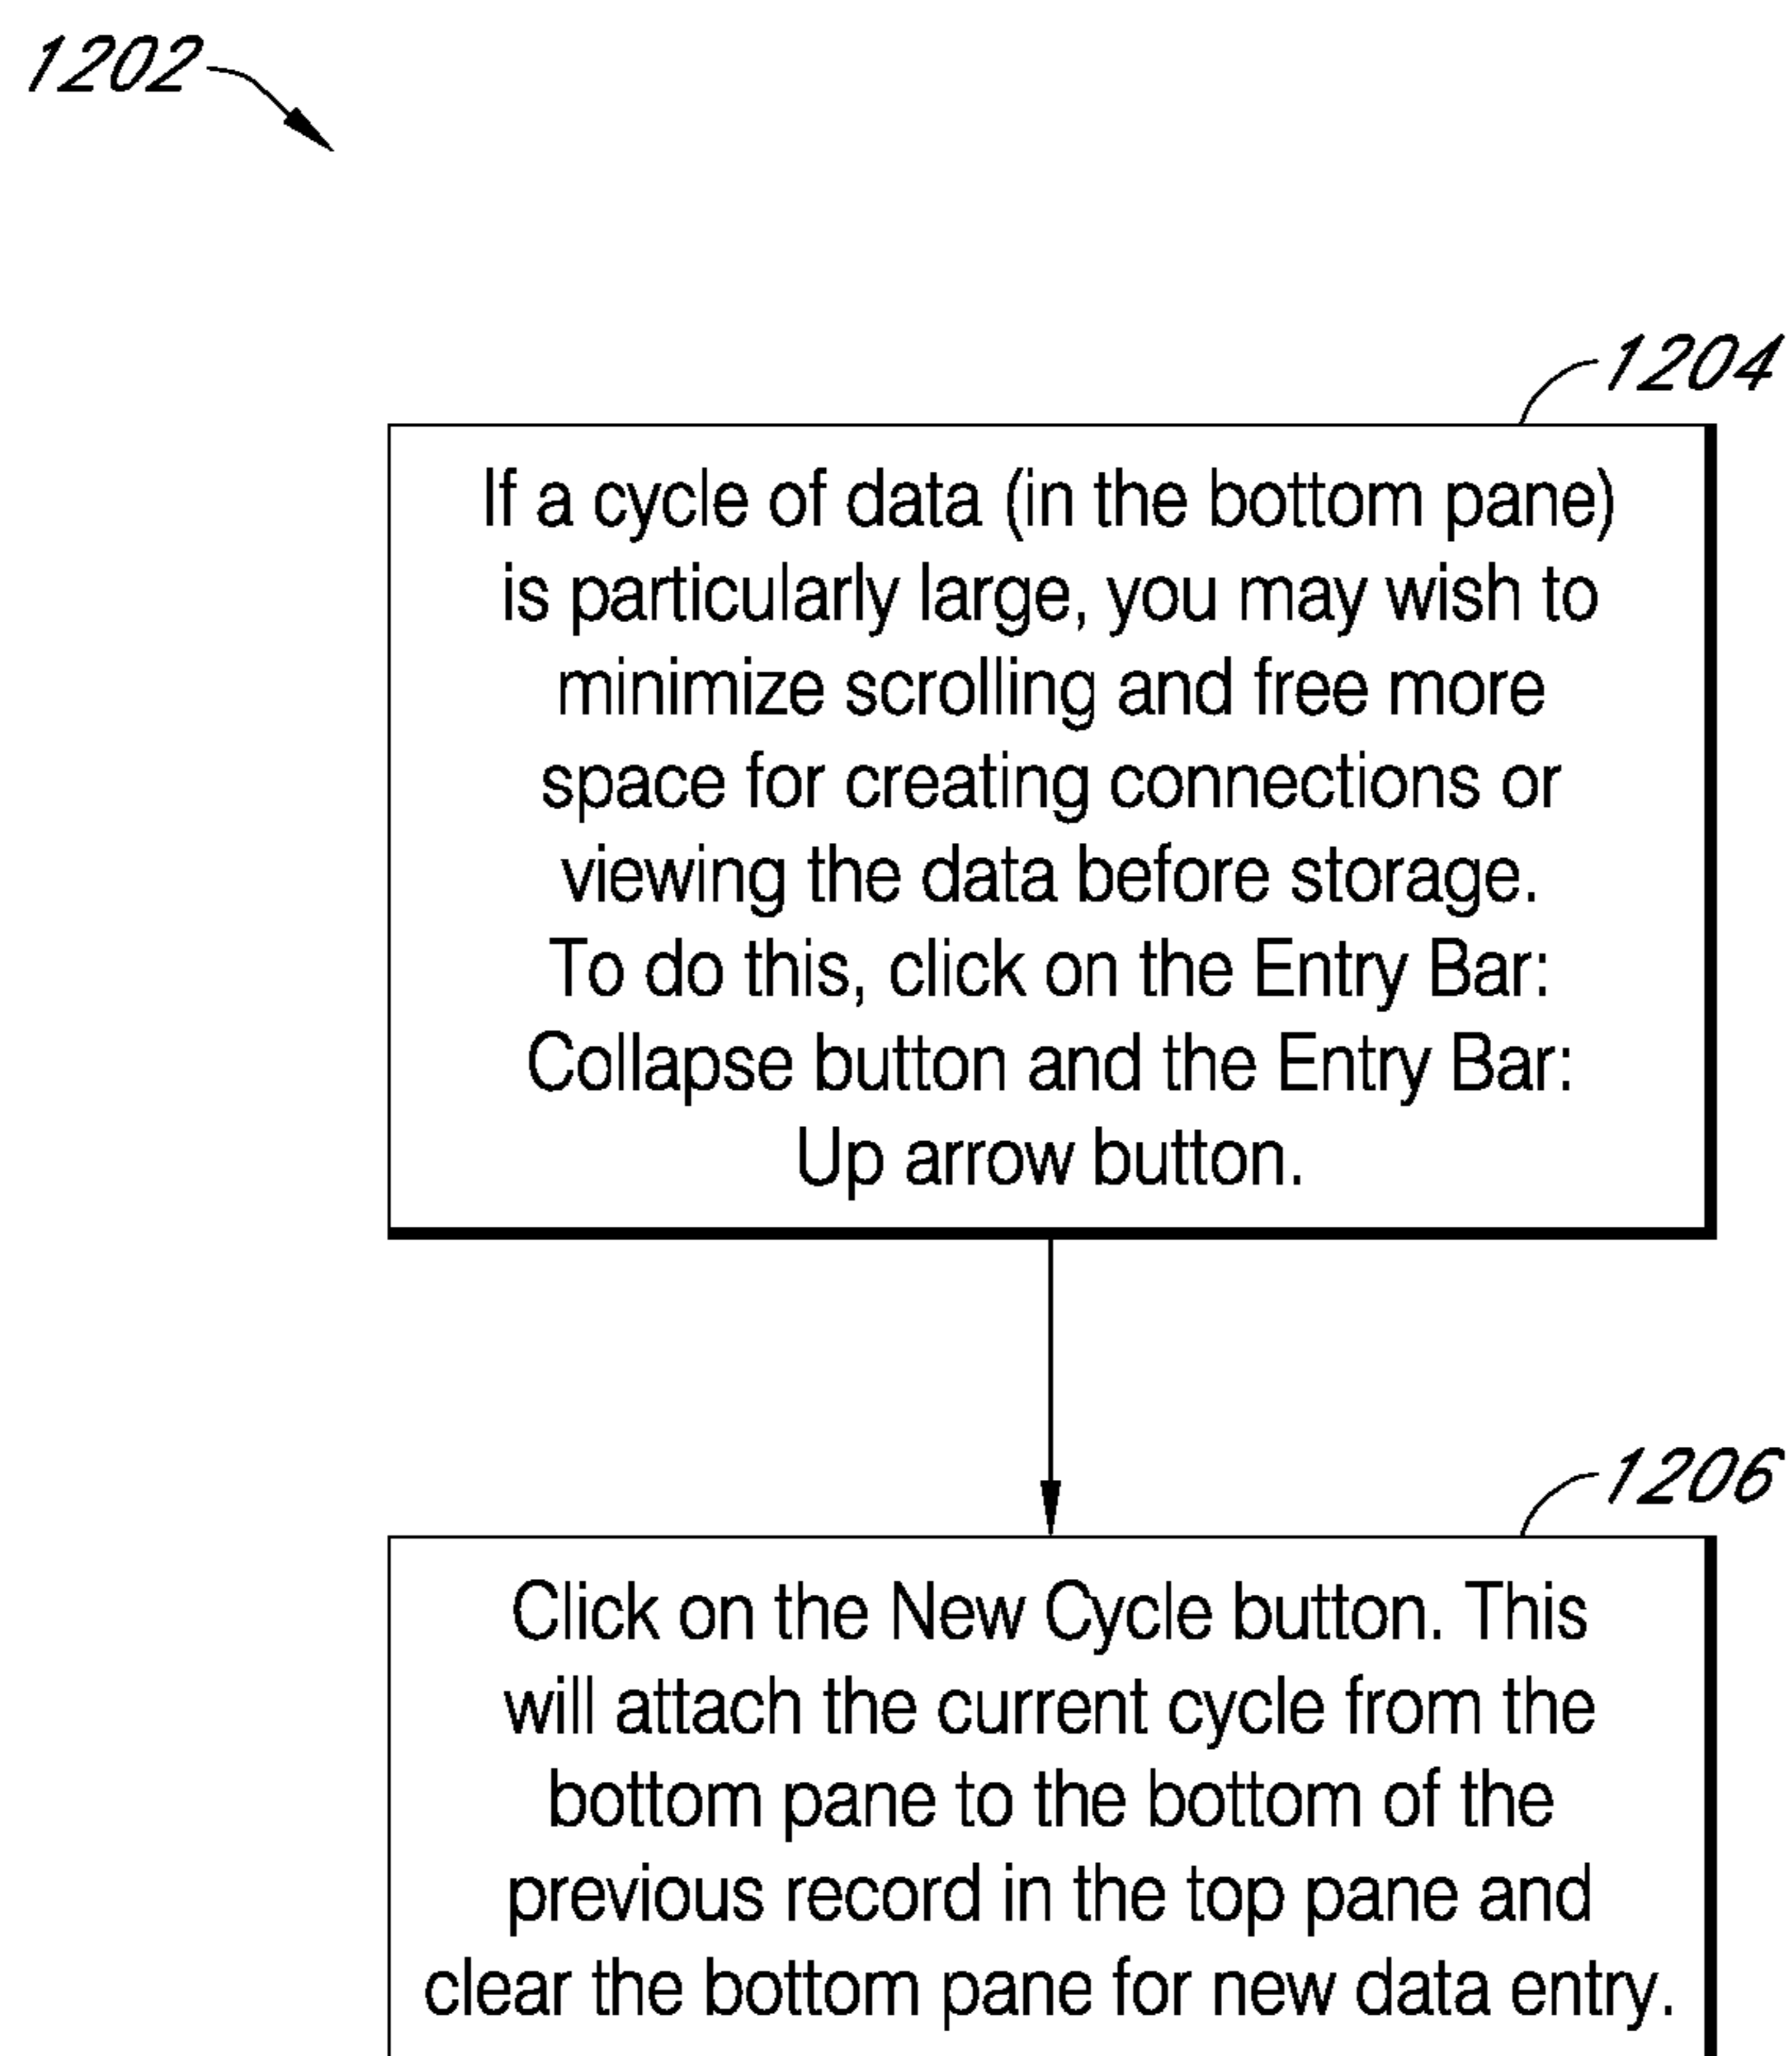 1202
1204
If a cycle of data (in the bottom pane)
is particularly large, you may wish to
minimize scrolling and free more
space for creating connections or
viewing the data before storage.
To do this, click on the Entry Bar:
Collapse button and the Entry Bar:
Up arrow button.
1206
Click on the New Cycle button. This
will attach the current cycle from the
bottom pane to the bottom of the
previous record in the top pane and
clear the bottom pane for new data entry.